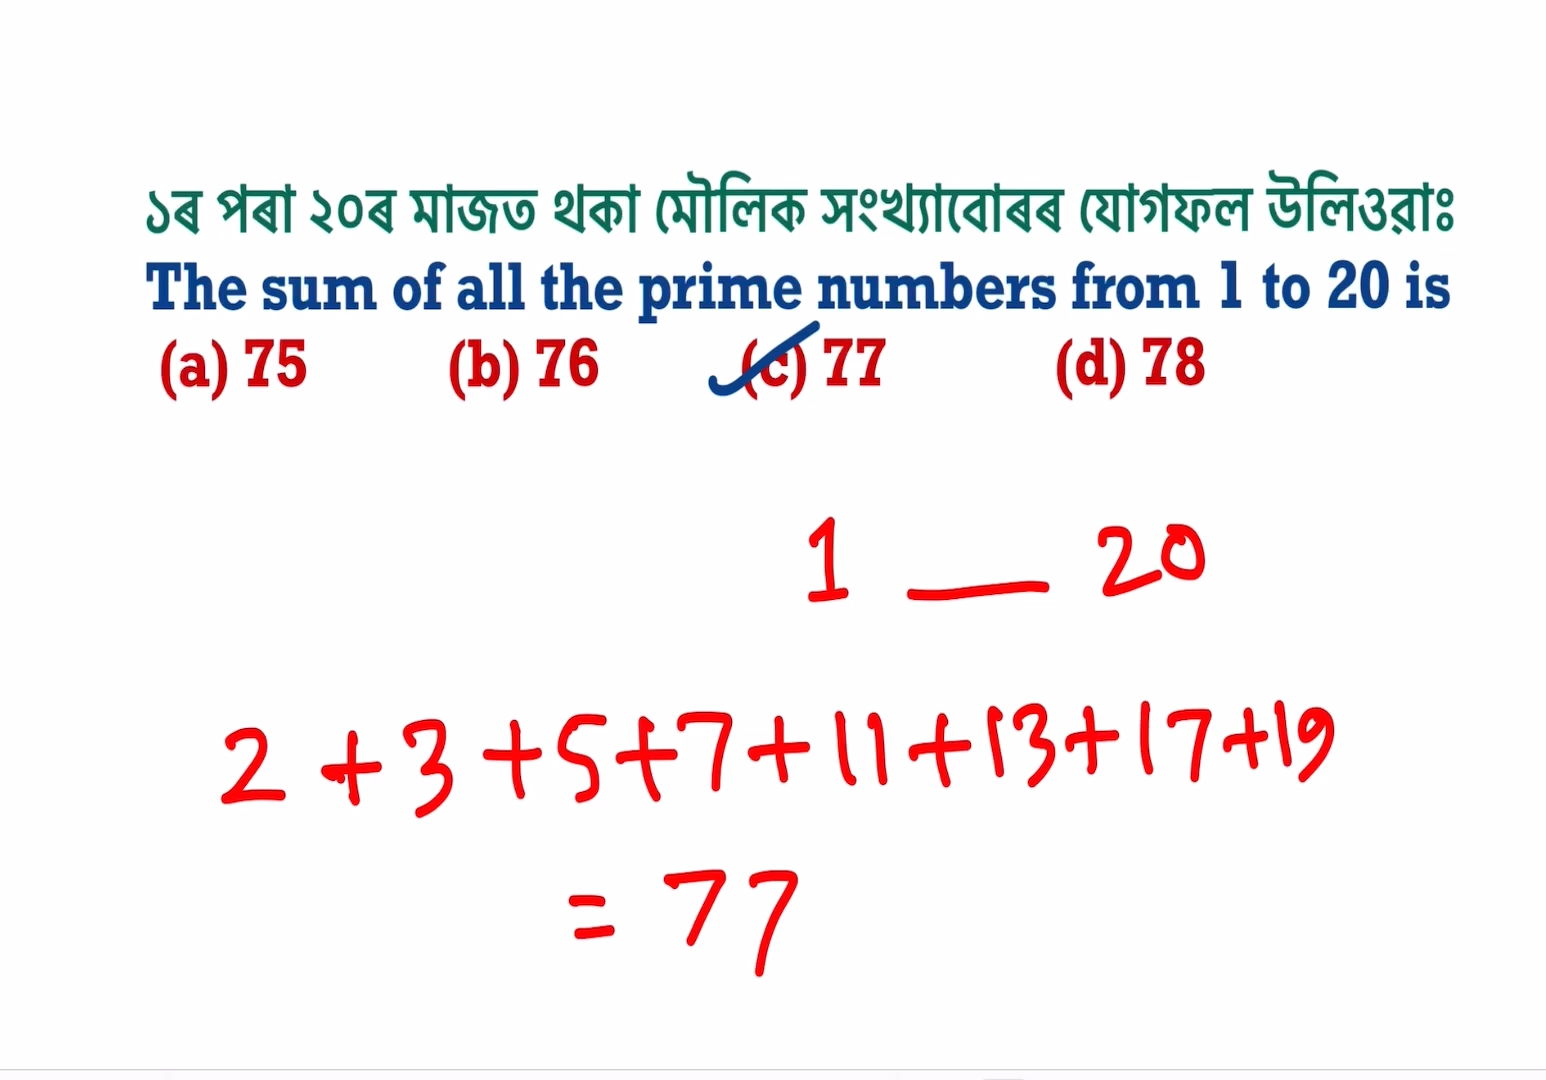 ১ৰ পৰা ২০ৰ মাজত থকা মৌলিক সংখ্যাবোৰৰ যোগফল উলিওৱাঃ
The sum of all the prime numbers from 1 to 20 is
(a) 75 (b) 76 (c) 77 (d) 78
1 — 20
2 + 3 + 5 + 7 + 11 + 13 + 17 + 19
= 77